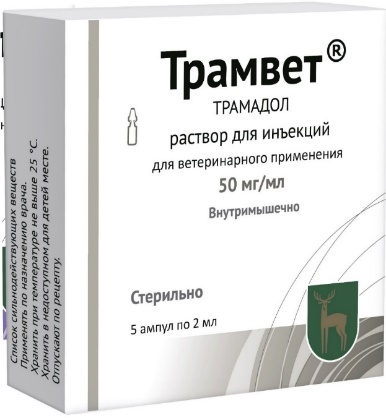 Трамвет®
ТРАМАДОЛ
раствор для инъекций
для ветеринарного применения
50 мг/мл
Внутримышечно
Стерильно
5 ампул по 2 мл
Список сильнодействующих веществ
Применять по назначению врача.
Хранить при температуре не выше 25 °C.
Хранить в недоступном для детей месте.
Отпускают по рецепту.